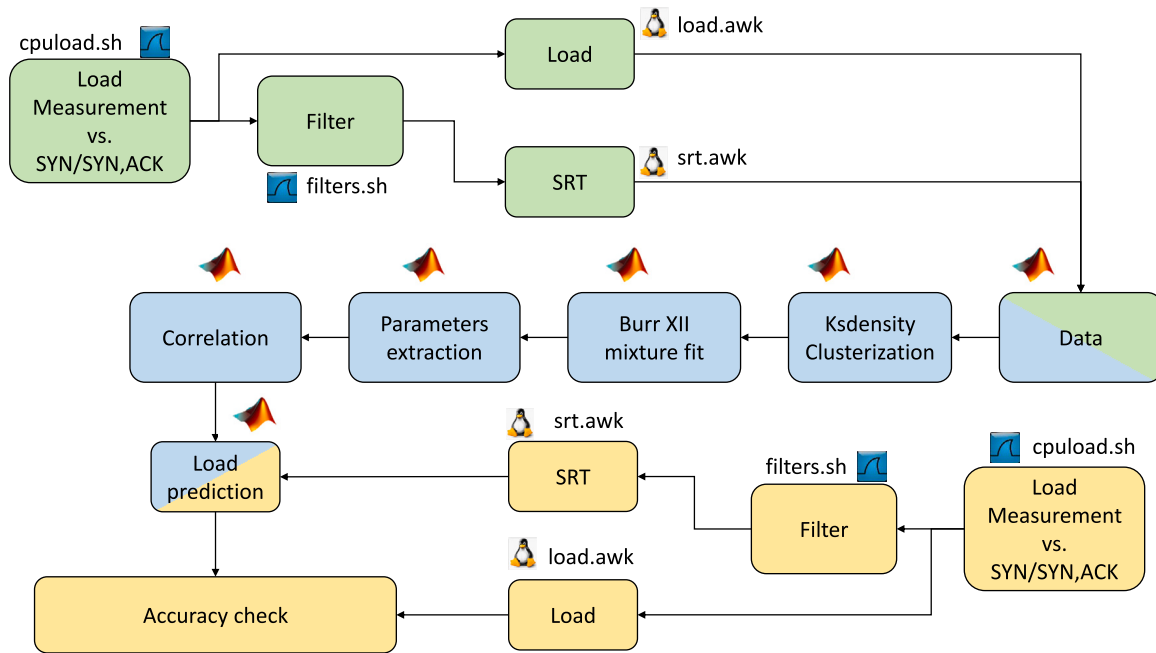 cpuload.sh
Load
Measurement
vs.
SYN/SYN,ACK
Filter
filters.sh
Load
load.awk
SRT
srt.awk
Correlation
Parameters
extraction
Burr XII
mixture fit
Ksdensity
Clusterization
Data
Load
prediction
srt.awk
SRT
filters.sh
Filter
cpuload.sh
Load
Measurement
vs.
SYN/SYN,ACK
load.awk
Load
Accuracy check